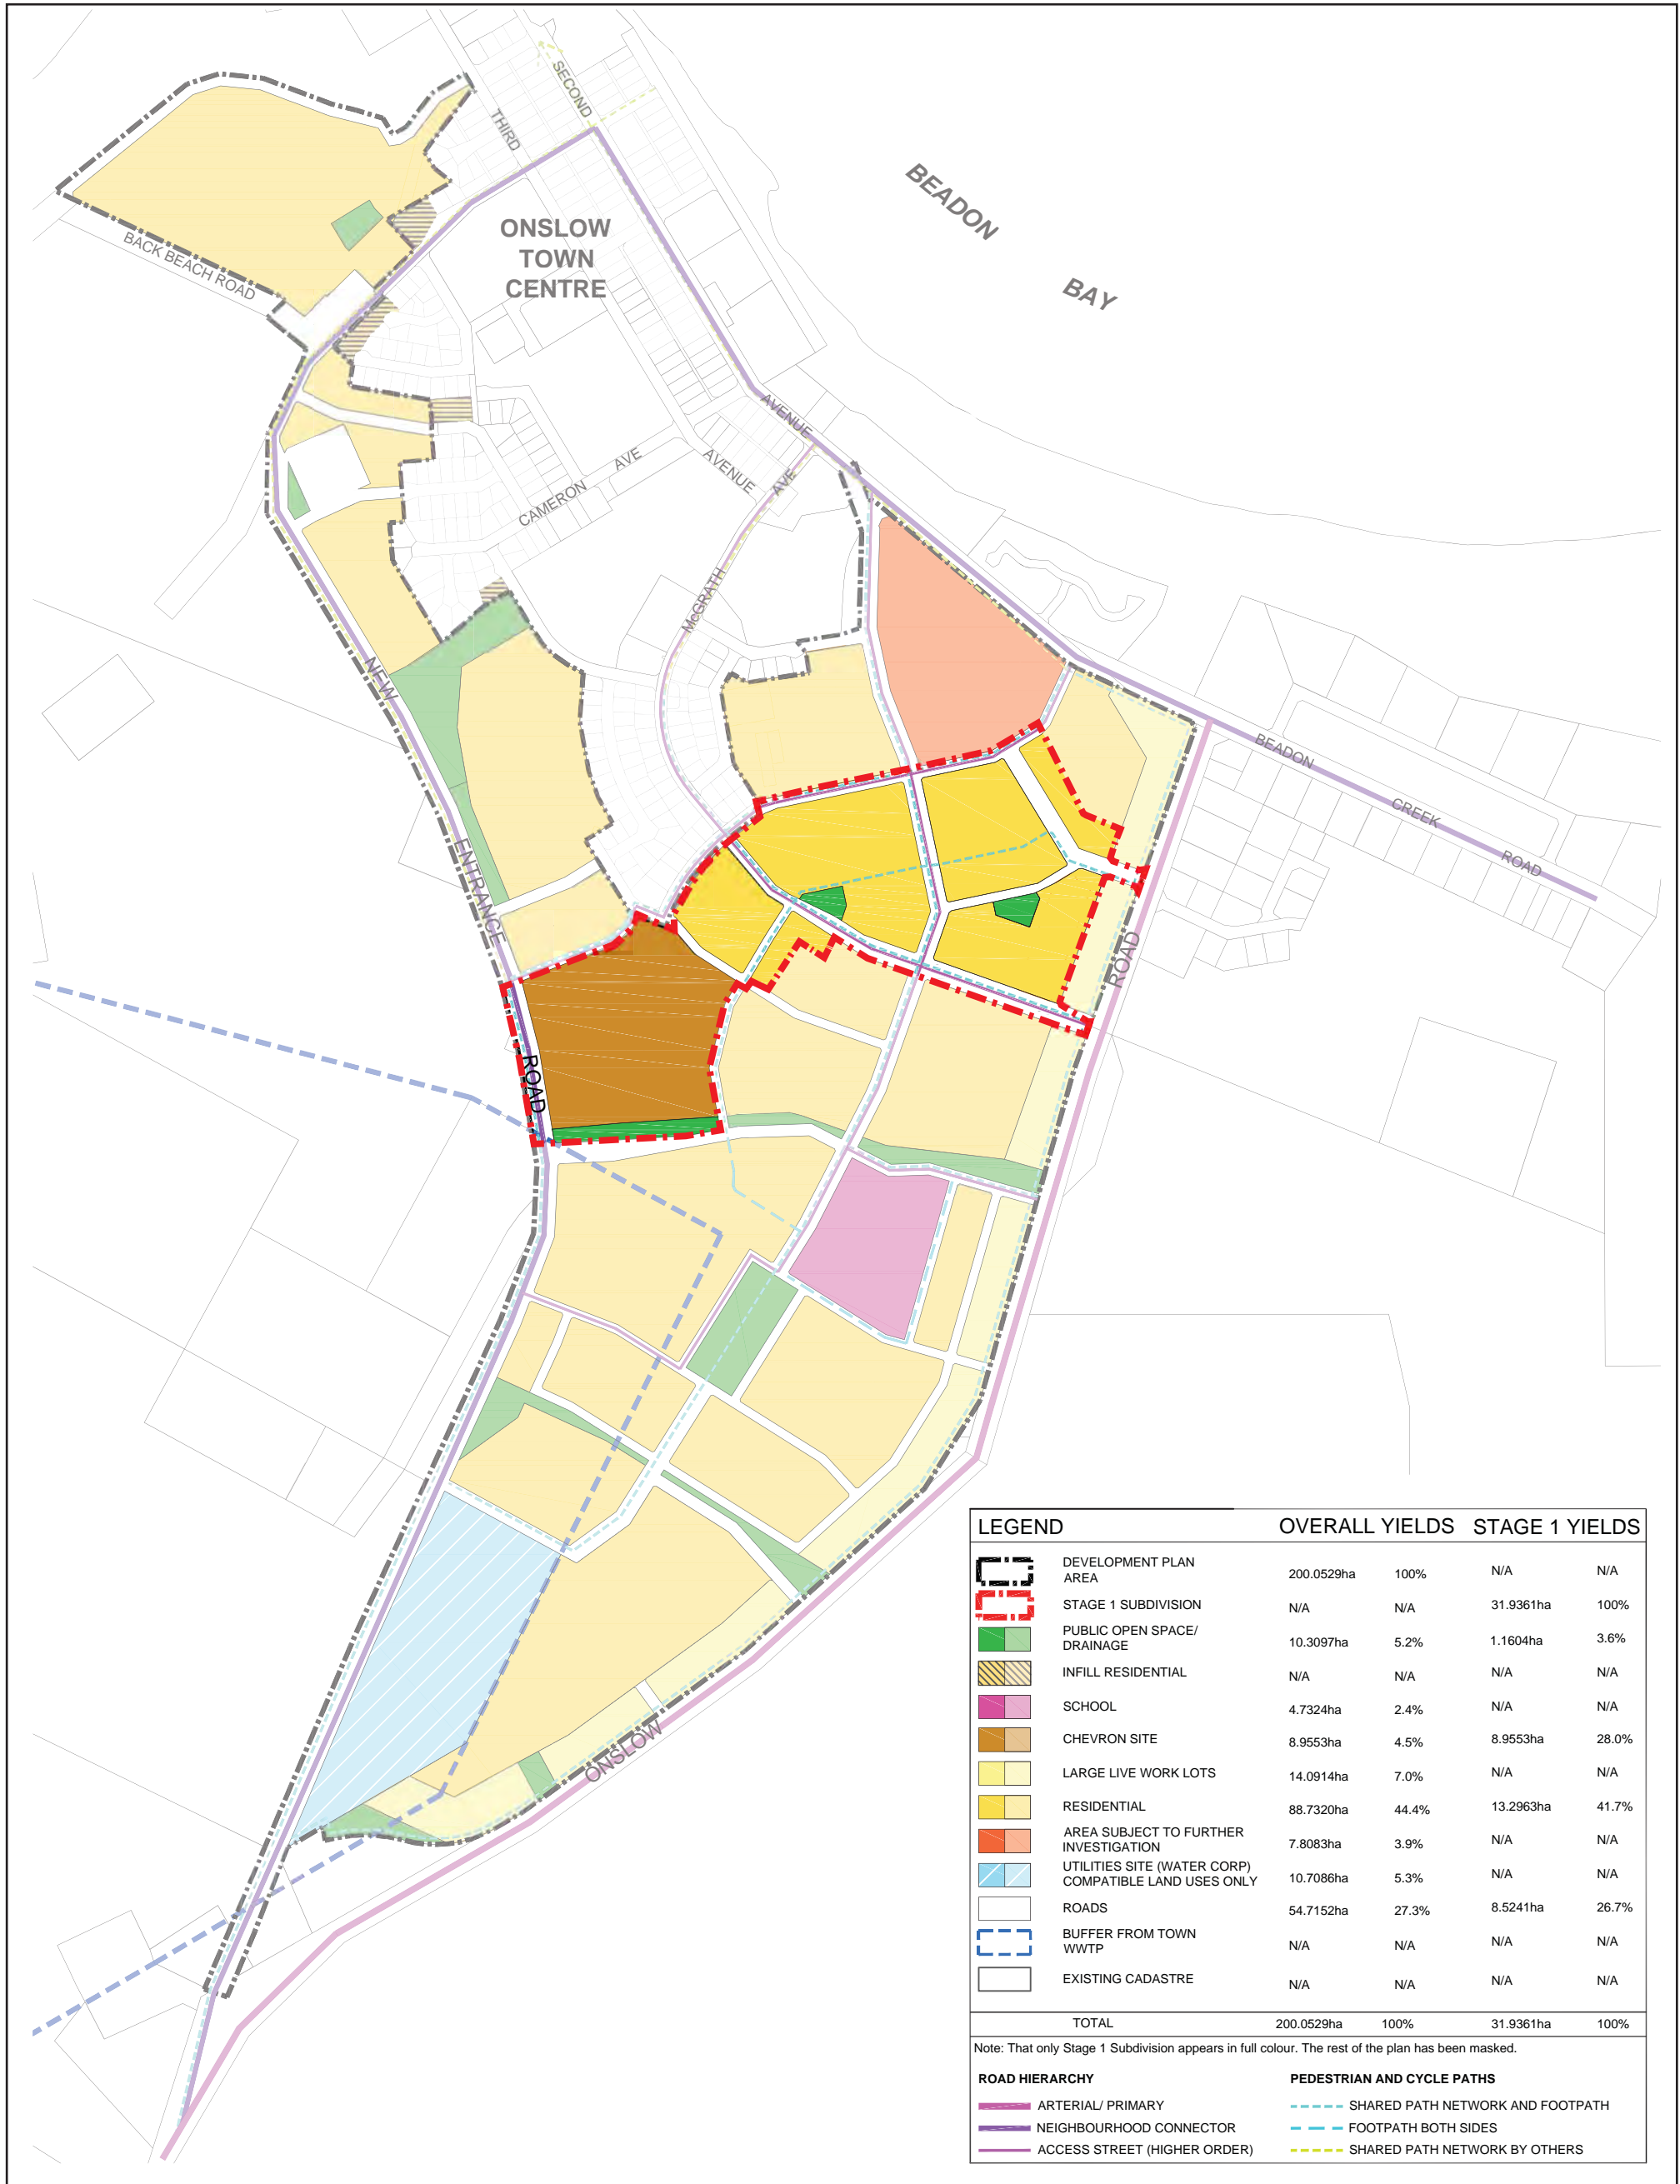 SECOND
THIRD
BEADON
BAY
ONSLOW
TOWN
CENTRE
BACK BEACH ROAD
AVENUE
AVE
AVENUE
AVE
CAMERON
McGRATH
NEW
ENTRANCE
ROAD
BEADON
CREEK
ROAD
ROAD
ONSLOW
LEGEND OVERALL YIELDS STAGE 1 YIELDS
DEVELOPMENT PLAN
AREA 200.0529ha 100% N/A N/A
STAGE 1 SUBDIVISION N/A N/A 31.9361ha 100%
PUBLIC OPEN SPACE/
DRAINAGE 10.3097ha 5.2% 1.1604ha 3.6%
INFILL RESIDENTIAL N/A N/A N/A N/A
SCHOOL 4.7324ha 2.4% N/A N/A
CHEVRON SITE 8.9553ha 4.5% 8.9553ha 28.0%
LARGE LIVE WORK LOTS 14.0914ha 7.0% N/A N/A
RESIDENTIAL 88.7320ha 44.4% 13.2963ha 41.7%
AREA SUBJECT TO FURTHER
INVESTIGATION 7.8083ha 3.9% N/A N/A
UTILITIES SITE (WATER CORP)
COMPATIBLE LAND USES ONLY 10.7086ha 5.3% N/A N/A
ROADS 54.7152ha 27.3% 8.5241ha 26.7%
BUFFER FROM TOWN
WWTP N/A N/A N/A N/A
EXISTING CADASTRE N/A N/A N/A N/A
TOTAL 200.0529ha 100% 31.9361ha 100%
Note: That only Stage 1 Subdivision appears in full colour. The rest of the plan has been masked.
ROAD HIERARCHY PEDESTRIAN AND CYCLE PATHS
ARTERIAL/ PRIMARY SHARED PATH NETWORK AND FOOTPATH
NEIGHBOURHOOD CONNECTOR FOOTPATH BOTH SIDES
ACCESS STREET (HIGHER ORDER) SHARED PATH NETWORK BY OTHERS